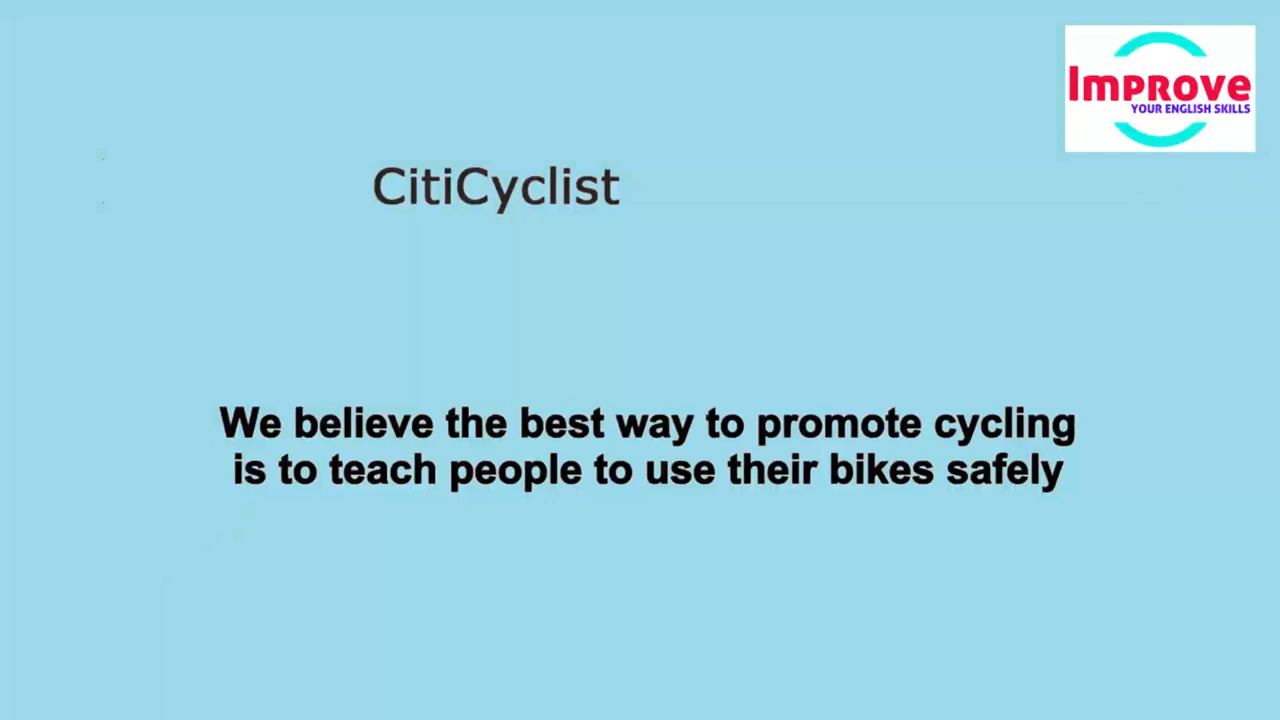 Improve
YOUR ENGLISH SKILLS
CitiCyclist
We believe the best way to promote cycling
is to teach people to use their bikes safely